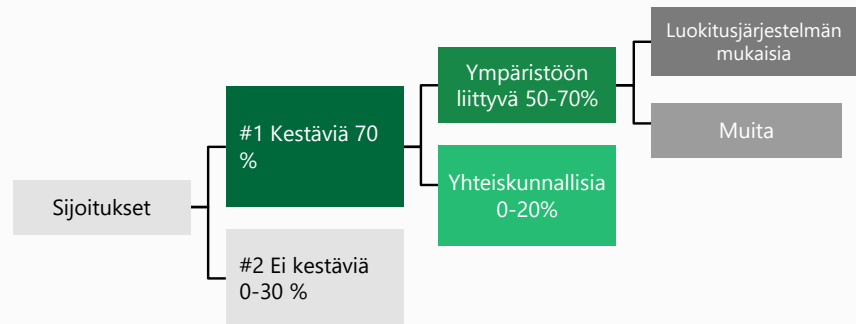 Sijoitukset
#1 Kestäviä 70
%
#2 Ei kestäviä
0-30 %
Ympäristöön
liittyvä 50-70%
Yhteiskunnallisia
0-20%
Luokitusjärjestelmän
mukaisia
Muita